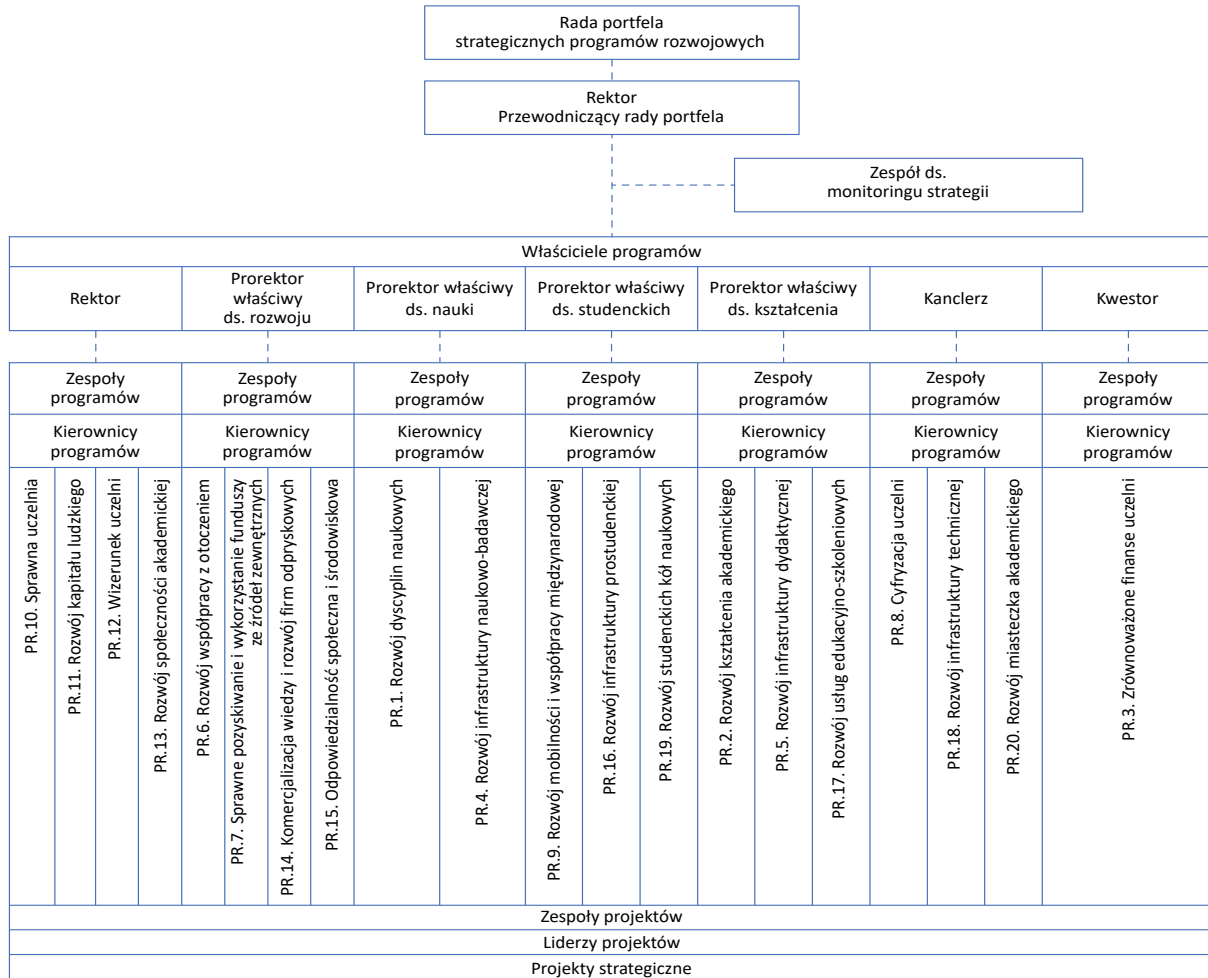 Rada portfela
strategicznych programów rozwojowych
Rektor
Przewodniczący rady portfela
Zespół ds.
monitoringu strategii
Właściciele programów
Rektor
Prorektor
właściwy
ds. rozwoju
Prorektor właściwy
ds. nauki
Prorektor właściwy
ds. studenckich
Prorektor właściwy
ds. kształcenia
Kanclerz
Kwestor
Zespoły
programów
Zespoły
programów
Zespoły
programów
Zespoły
programów
Zespoły
programów
Zespoły
programów
Zespoły
programów
Kierownicy
programów
Kierownicy
programów
Kierownicy
programów
Kierownicy
programów
Kierownicy
programów
Kierownicy
programów
Kierownicy
programów
PR.10. Sprawna uczelnia
PR.11. Rozwój kapitału ludzkiego
PR.12. Wizerunek uczelni
PR.13. Rozwój społeczności akademickiej
PR.6. Rozwój współpracy z otoczeniem
PR.7. Sprawne pozyskiwanie i wykorzystanie funduszy
ze źródeł zewnętrznych
PR.14. Komercjalizacja wiedzy i rozwój firm odpryskowych
PR.15. Odpowiedzialność społeczna i środowiskowa
PR.1. Rozwój dyscyplin naukowych
PR.4. Rozwój infrastruktury naukowo-badawczej
PR.9. Rozwój mobilności i współpracy międzynarodowej
PR.16. Rozwój infrastruktury prostudenckiej
PR.19. Rozwój studenckich kół naukowych
PR.2. Rozwój kształcenia akademickiego
PR.5. Rozwój infrastruktury dydaktycznej
PR.17. Rozwój usług edukacyjno-szkoleniowych
PR.8. Cyfryzacja uczelni
PR.18. Rozwój infrastruktury technicznej
PR.20. Rozwój miasteczka akademickiego
PR.3. Zrównoważone finanse uczelni
Zespoły projektów
Liderzy projektów
Projekty strategiczne